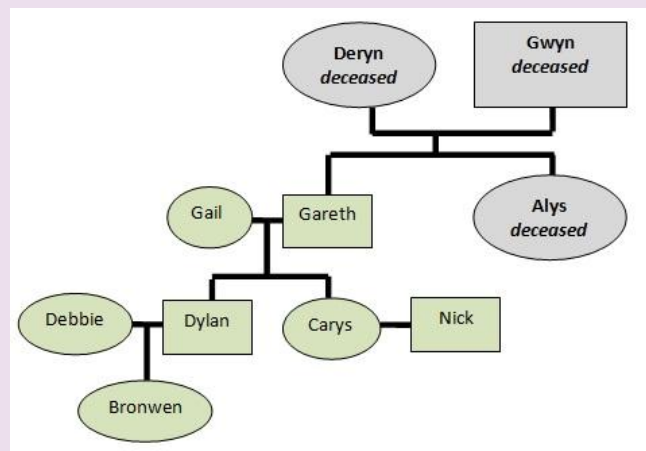 Deryn
deceased
Gwyn
deceased
Gail
Gareth
Alys
deceased
Debbie
Dylan
Carys
Nick
Bronwen